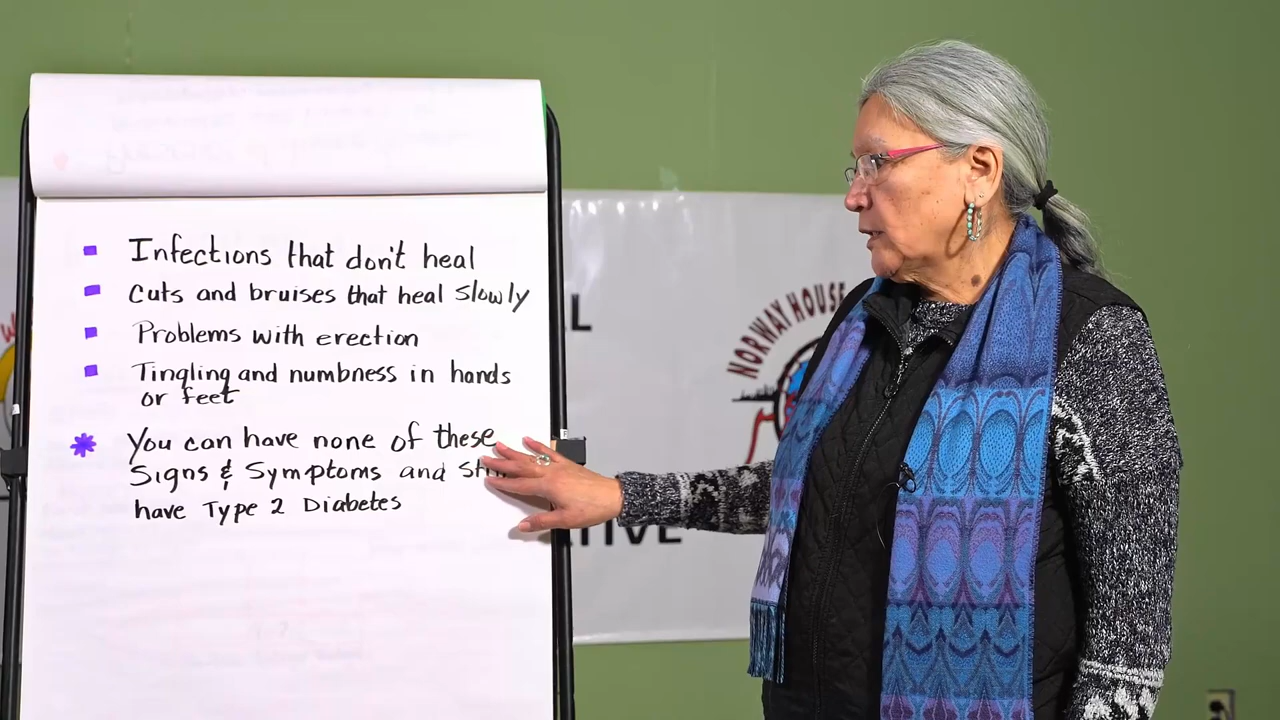 Infections that don't heal
Cuts and bruises that heal slowly
Problems with erection
Tingling and numbness in hands
or feet
You can have none of these
Signs & Symptoms and
have Type 2 Diabetes
NORWAY HOUSE